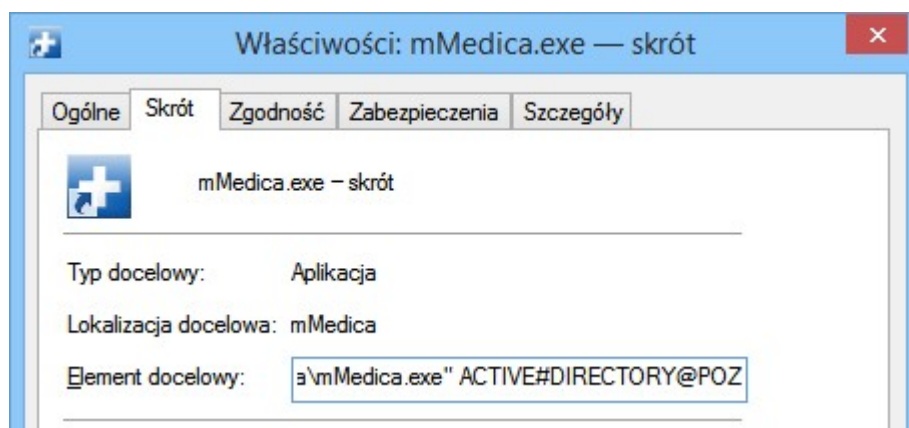 Właściwości: mMedica.exe — skrót
Ogólne Skrót Zgodność Zabezpieczenia Szczegóły
mMedica.exe – skrót
Typ docelowy: Aplikacja
Lokalizacja docelowa: mMedica
Element docelowy: a\mMedica.exe" ACTIVE#DIRECTORY@POZ